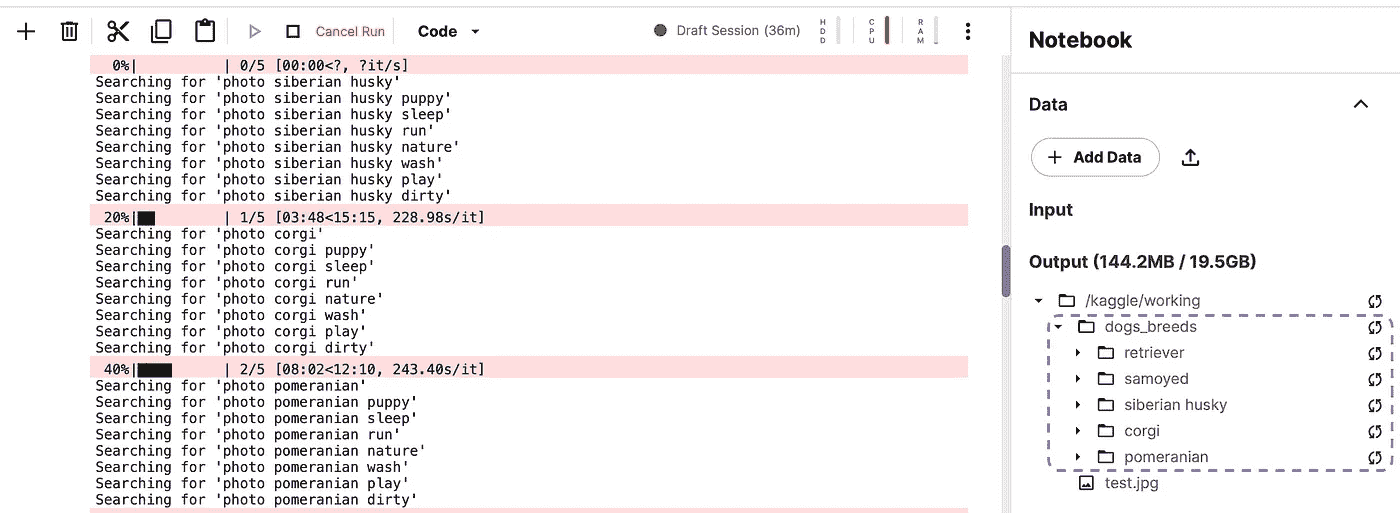 Cancel Run
Code
Draft Session (36m)
HDD
CPU
RAM
0%| | 0/5 [00:00<?, ?it/s]
Searching for 'photo siberian husky'
Searching for 'photo siberian husky puppy'
Searching for 'photo siberian husky sleep'
Searching for 'photo siberian husky run'
Searching for 'photo siberian husky nature'
Searching for 'photo siberian husky wash'
Searching for 'photo siberian husky play'
Searching for 'photo siberian husky dirty'
20%|██ | 1/5 [03:48<15:15, 228.98s/it]
Searching for 'photo corgi'
Searching for 'photo corgi puppy'
Searching for 'photo corgi sleep'
Searching for 'photo corgi run'
Searching for 'photo corgi nature'
Searching for 'photo corgi wash'
Searching for 'photo corgi play'
Searching for 'photo corgi dirty'
40%|████ | 2/5 [08:02<12:10, 243.40s/it]
Searching for 'photo pomeranian'
Searching for 'photo pomeranian puppy'
Searching for 'photo pomeranian sleep'
Searching for 'photo pomeranian run'
Searching for 'photo pomeranian nature'
Searching for 'photo pomeranian wash'
Searching for 'photo pomeranian play'
Searching for 'photo pomeranian dirty'
Notebook
Data
+ Add Data
Input
Output (144.2MB / 19.5GB)
/kaggle/working
dogs_breeds
retriever
samoyed
siberian husky
corgi
pomeranian
test.jpg